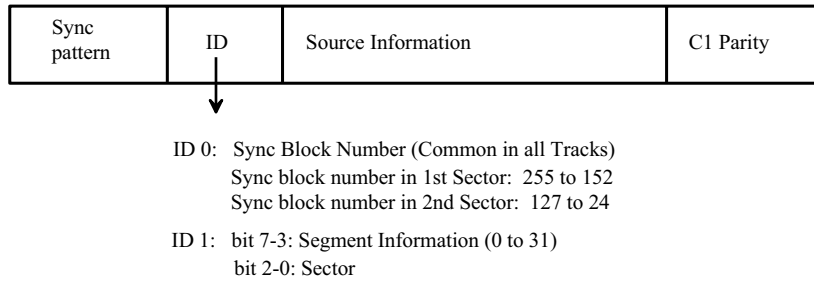 Sync pattern
ID
Source Information
C1 Parity
ID 0: Sync Block Number (Common in all Tracks)
Sync block number in 1st Sector: 255 to 152
Sync block number in 2nd Sector: 127 to 24
ID 1: bit 7-3: Segment Information (0 to 31)
bit 2-0: Sector